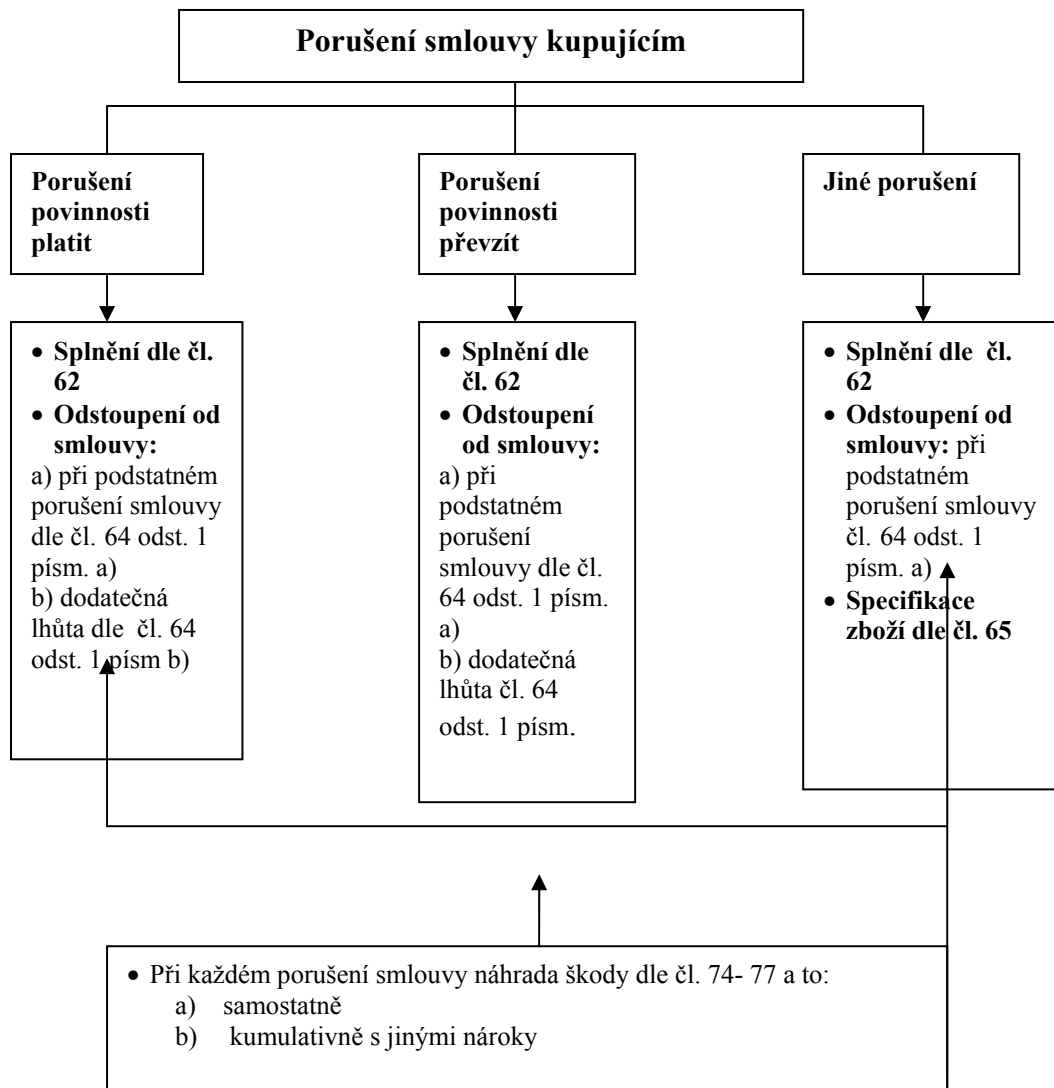 Porušení smlouvy kupujícím
Porušení
povinnosti
platit
Porušení
povinnosti
převzít
Jiné porušení
• Splnění dle čl.
62
• Odstoupení od
smlouvy:
a) při podstatném
porušení smlouvy
dle čl. 64 odst. 1
písm. a)
b) dodatečná
lhůta dle čl. 64
odst. 1 písm b)
• Splnění dle
čl. 62
• Odstoupení
od smlouvy:
a) při
podstatném
porušení
smlouvy dle čl.
64 odst. 1 písm.
a)
b) dodatečná
lhůta čl. 64
odst. 1 písm.
• Splnění dle čl.
62
• Odstoupení od
smlouvy: při
podstatném
porušení smlouvy
čl. 64 odst. 1
písm. a)
• Specifikace
zboží dle čl. 65
• Při každém porušení smlouvy náhrada škody dle čl. 74- 77 a to:
a) samostatně
b) kumulativně s jinými nároky